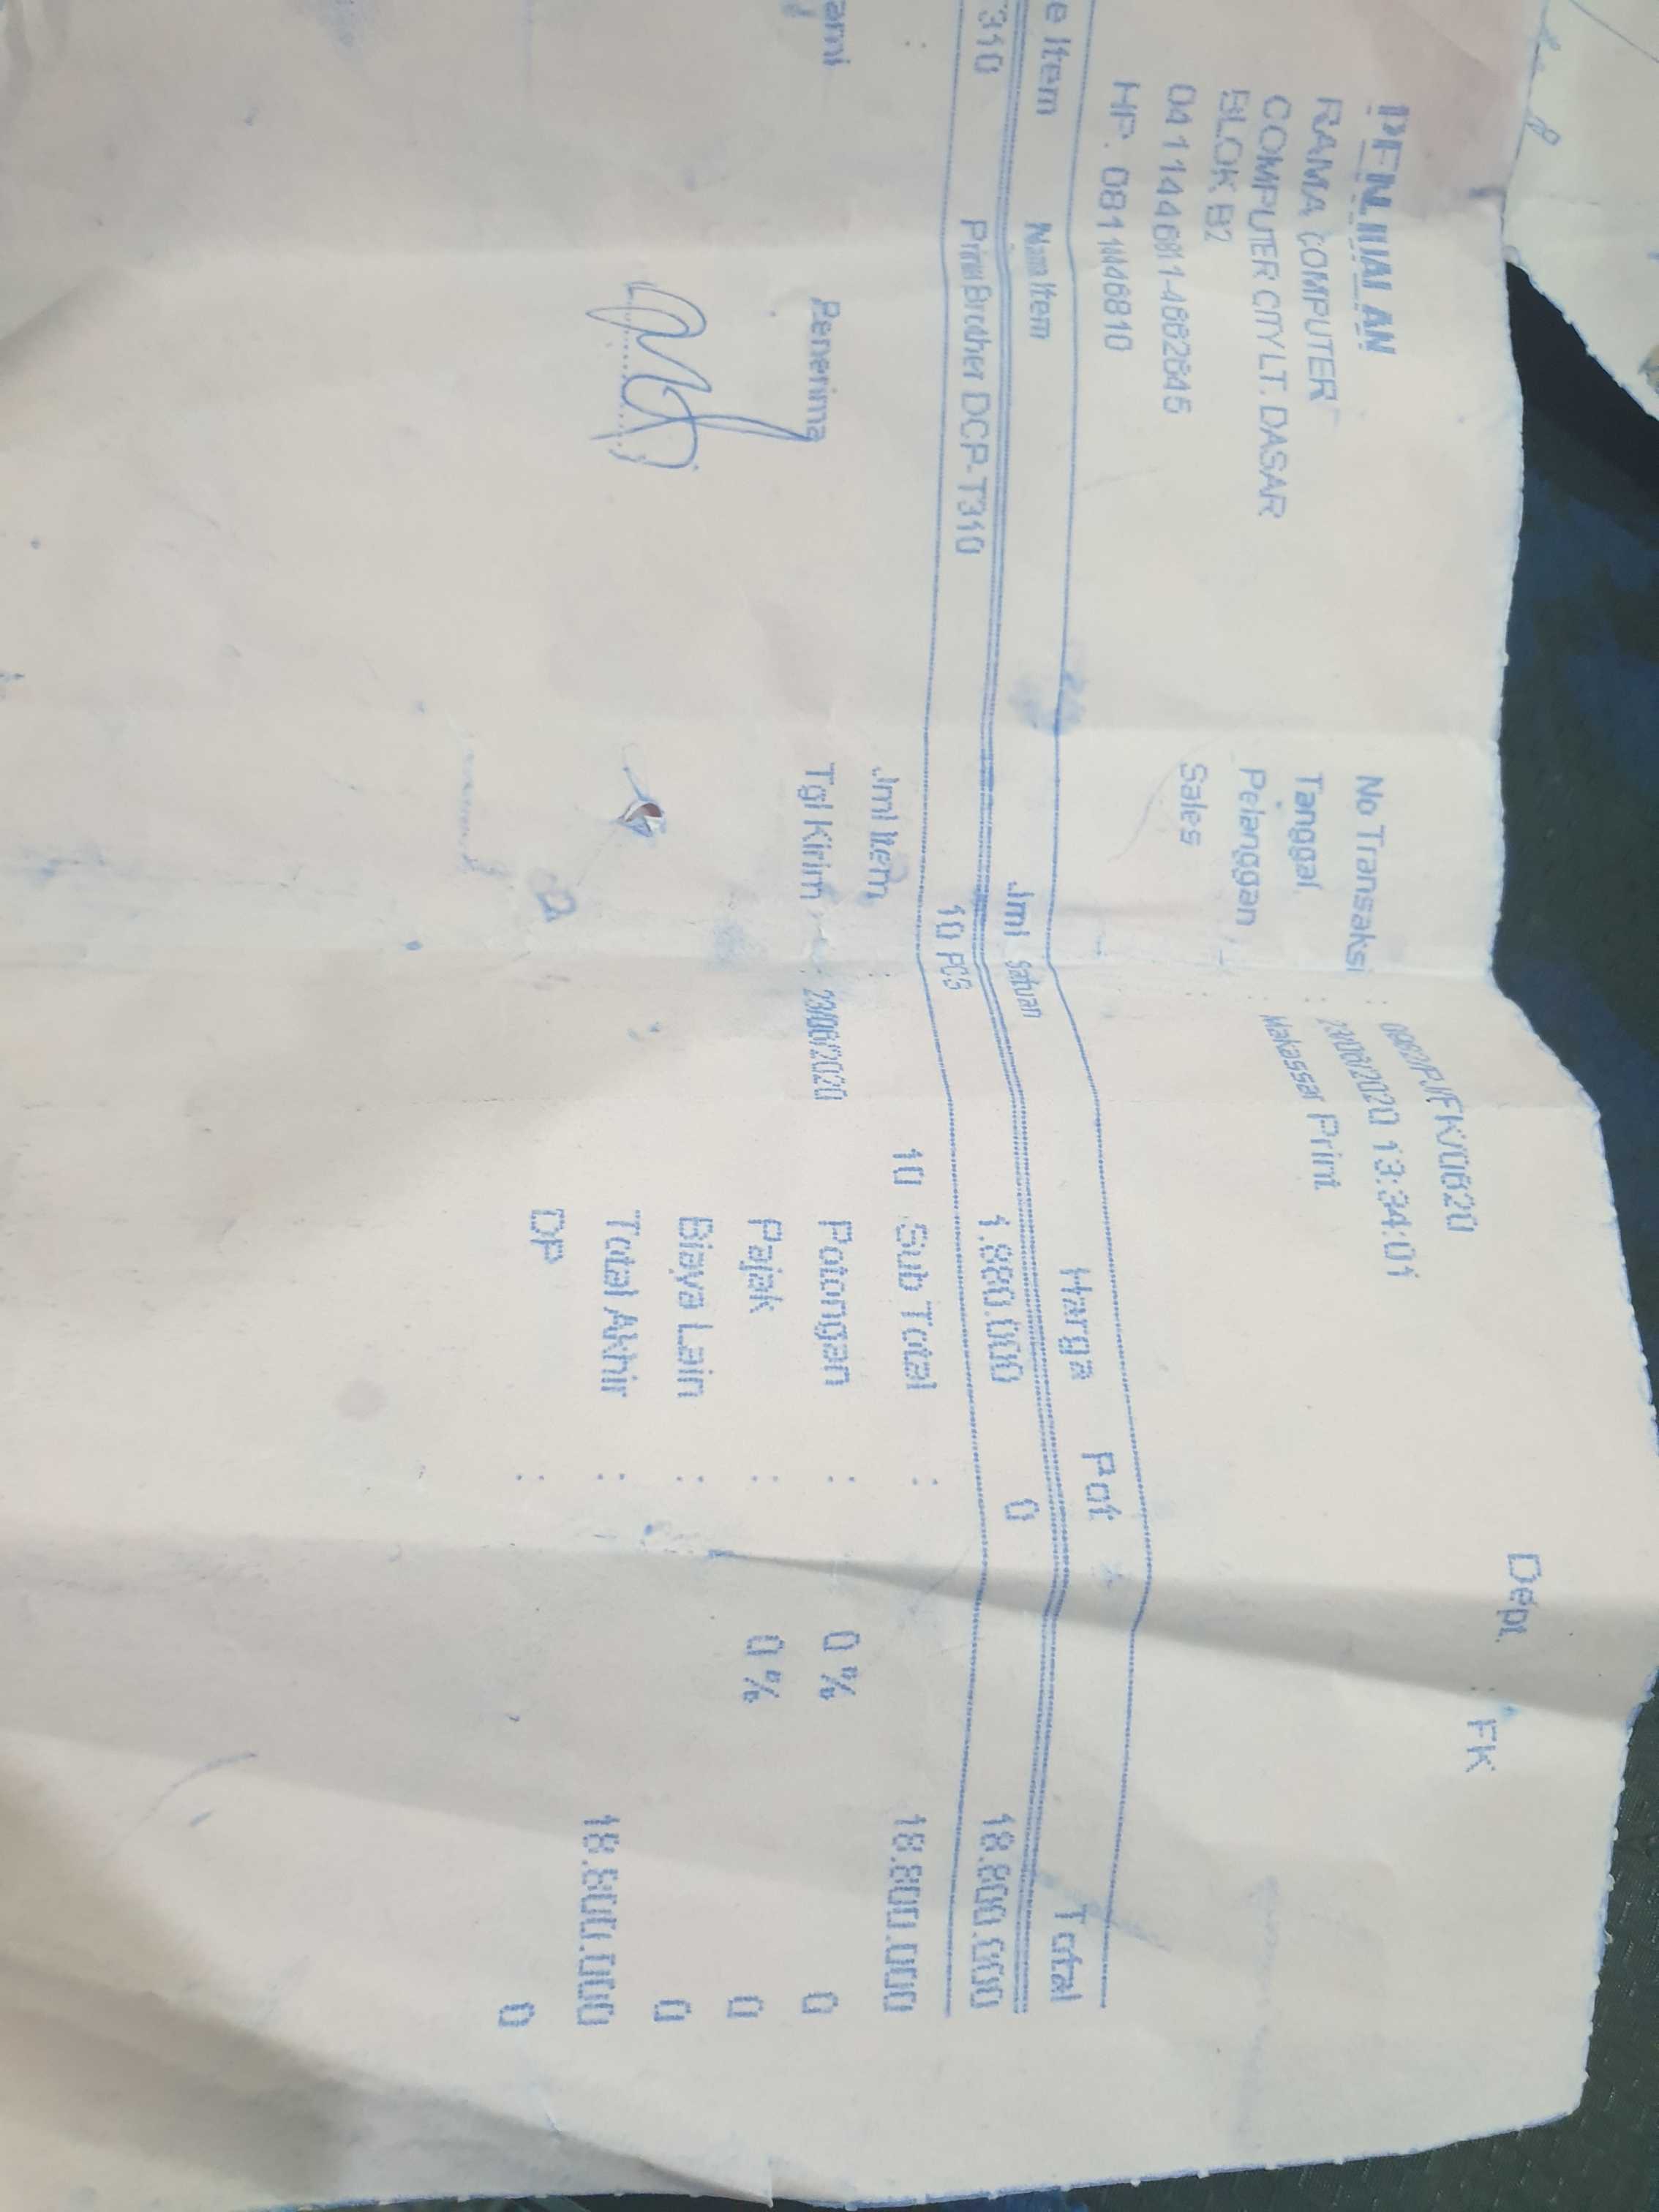 PENJUALAN
RAMA COMPUTER
COMPUTER CITY LT. DASAR
BLOK B2
HP. 08114446810
No Transaksi :
Tanggal : 23/06/2020 13:34:01
Pelanggan : Makassar Print
Sales
Dept. : FK
e Item Nama Item Jml Satuan Harga Pot Total
T310 Brother DCP-T310 10 PCS 1.880.000 0 18.800.000
Jml Item : 10 Sub Total : 18.800.000
ami Penerima Tgl Kirim : 23/06/2020 Potongan : 0 % 0
Pajak : 0 % 0
Biaya Lain : 0
Total Akhir : 18.800.000
DP : 0